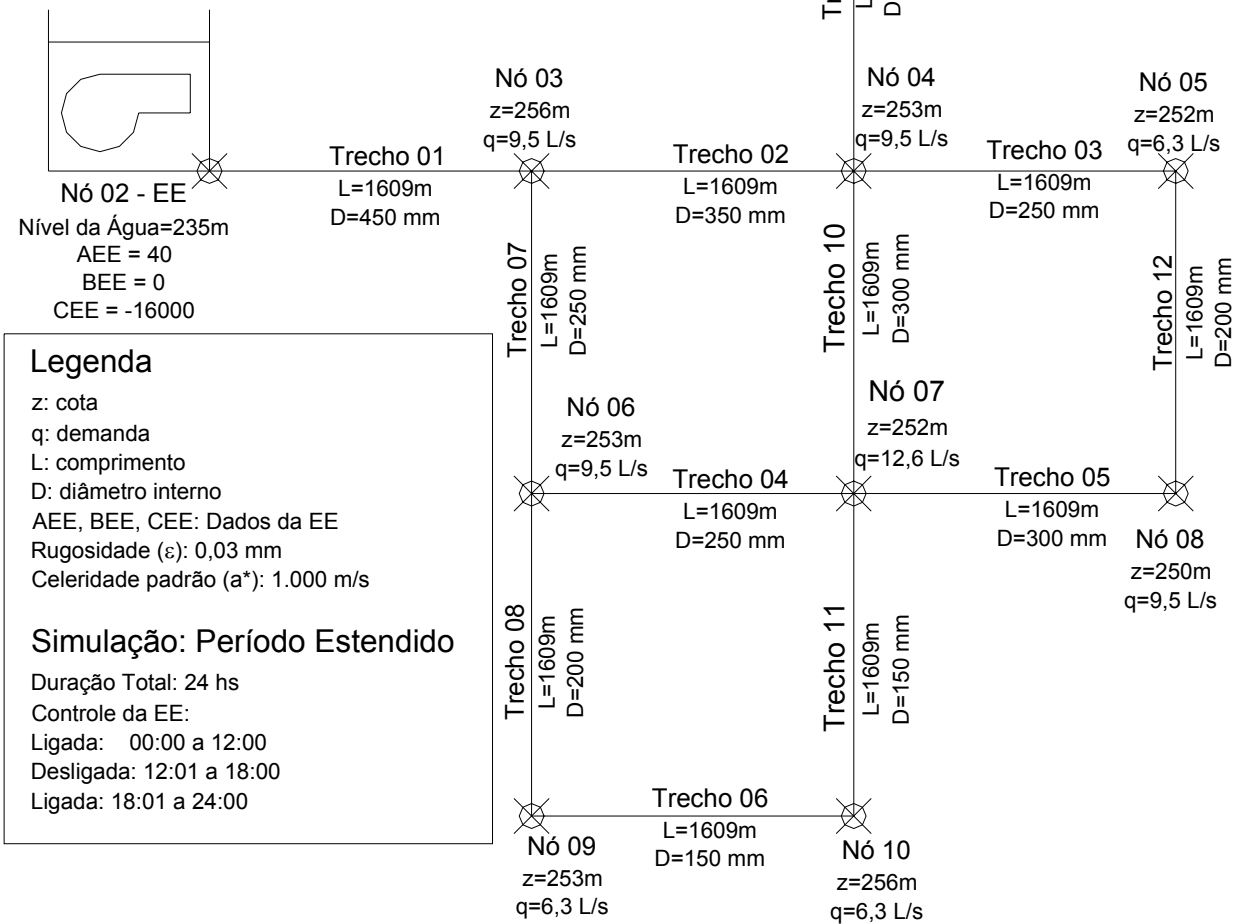 Tr
L=
D=
Nó 03
z=256m
q=9,5 L/s
Nó 04
z=253m
q=9,5 L/s
Nó 05
z=252m
q=6,3 L/s
Trecho 01
L=1609m
D=450 mm
Trecho 02
L=1609m
D=350 mm
Trecho 03
L=1609m
D=250 mm
Nó 02 - EE
Nível da Água=235m
AEE = 40
BEE = 0
CEE = -16000
Trecho 07
L=1609m
D=250 mm
Trecho 10
L=1609m
D=300 mm
Trecho 12
L=1609m
D=200 mm
Legenda
z: cota
q: demanda
L: comprimento
D: diâmetro interno
AEE, BEE, CEE: Dados da EE
Rugosidade (ε): 0,03 mm
Celeridade padrão (a*): 1.000 m/s
Simulação: Período Estendido
Duração Total: 24 hs
Controle da EE:
Ligada: 00:00 a 12:00
Desligada: 12:01 a 18:00
Ligada: 18:01 a 24:00
Nó 06
z=253m
q=9,5 L/s
Nó 07
z=252m
q=12,6 L/s
Trecho 04
L=1609m
D=250 mm
Trecho 05
L=1609m
D=300 mm
Nó 08
z=250m
q=9,5 L/s
Trecho 08
L=1609m
D=200 mm
Trecho 11
L=1609m
D=150 mm
Trecho 06
L=1609m
D=150 mm
Nó 09
z=253m
q=6,3 L/s
Nó 10
z=256m
q=6,3 L/s